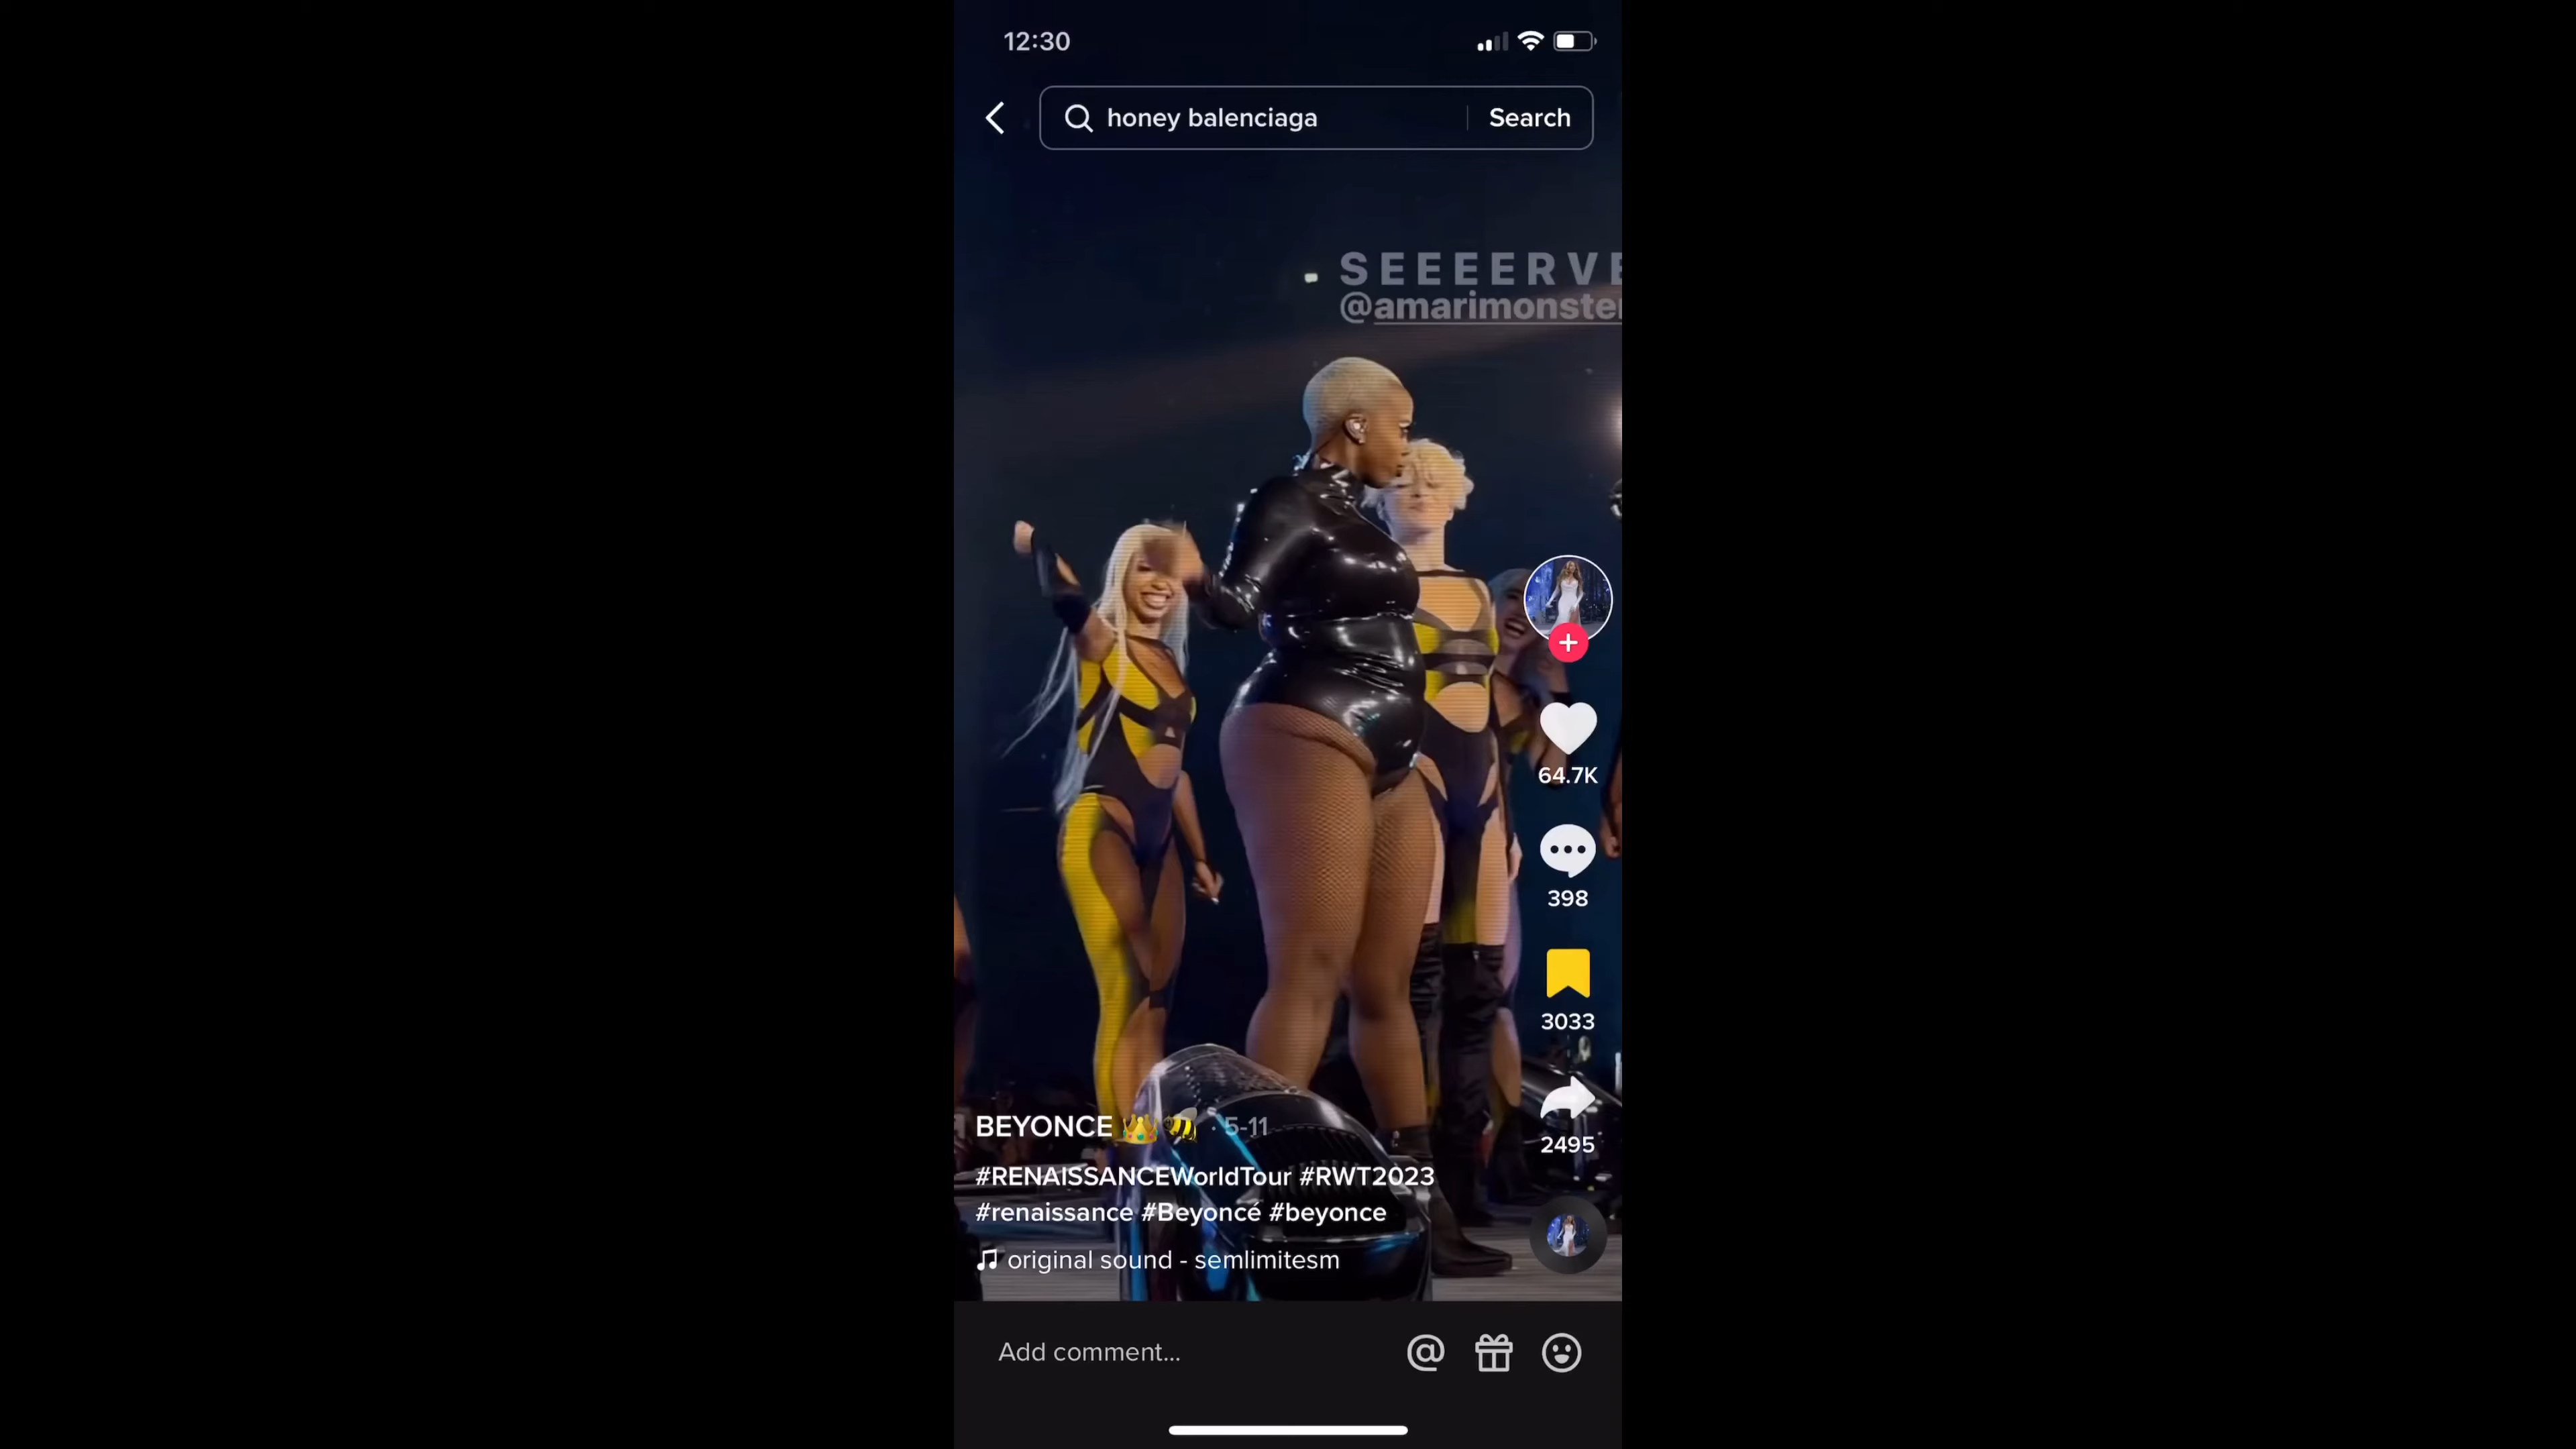 12:30
honey balenciaga
Search
SEEEERVE
@amarimonster
64.7K
398
3033
2495
BEYONCE 👑🐝 · 5-11
#RENAISSANCEWorldTour #RWT2023
#renaissance #Beyoncé #beyonce
original sound - semlimitesm
Add comment...